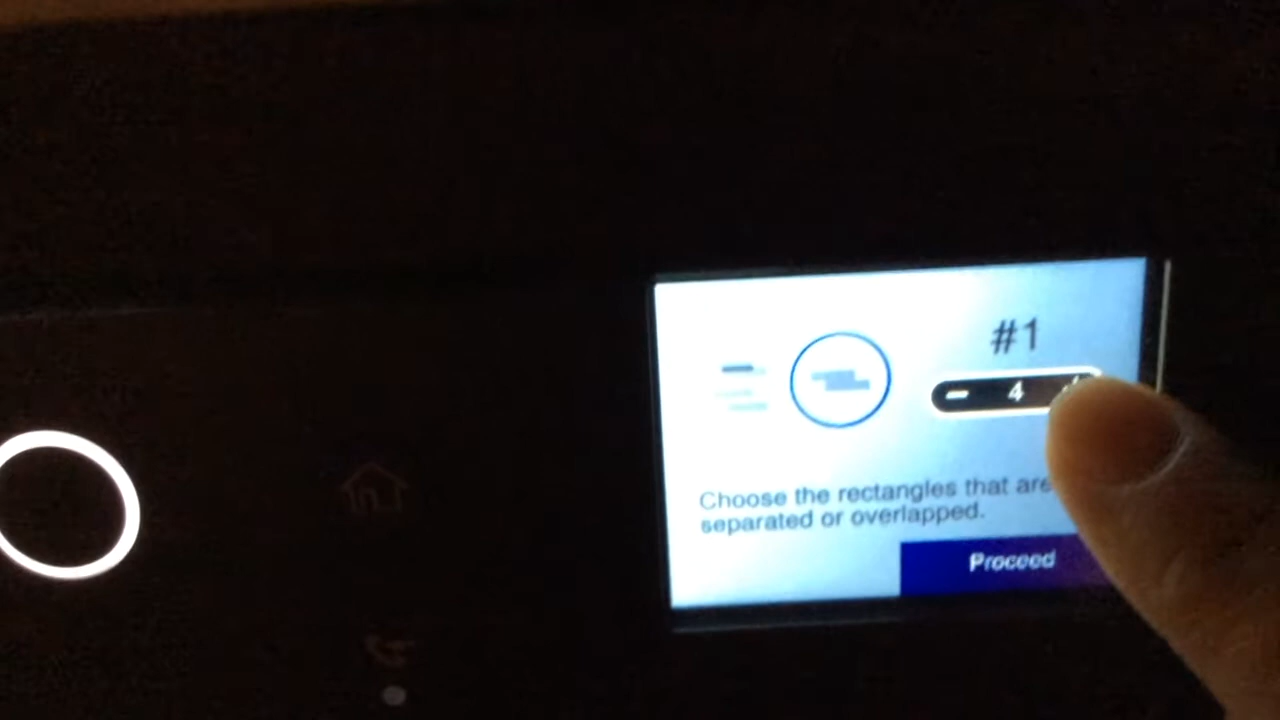 #1
- 4
Choose the rectangles that are
separated or overlapped.
Proceed